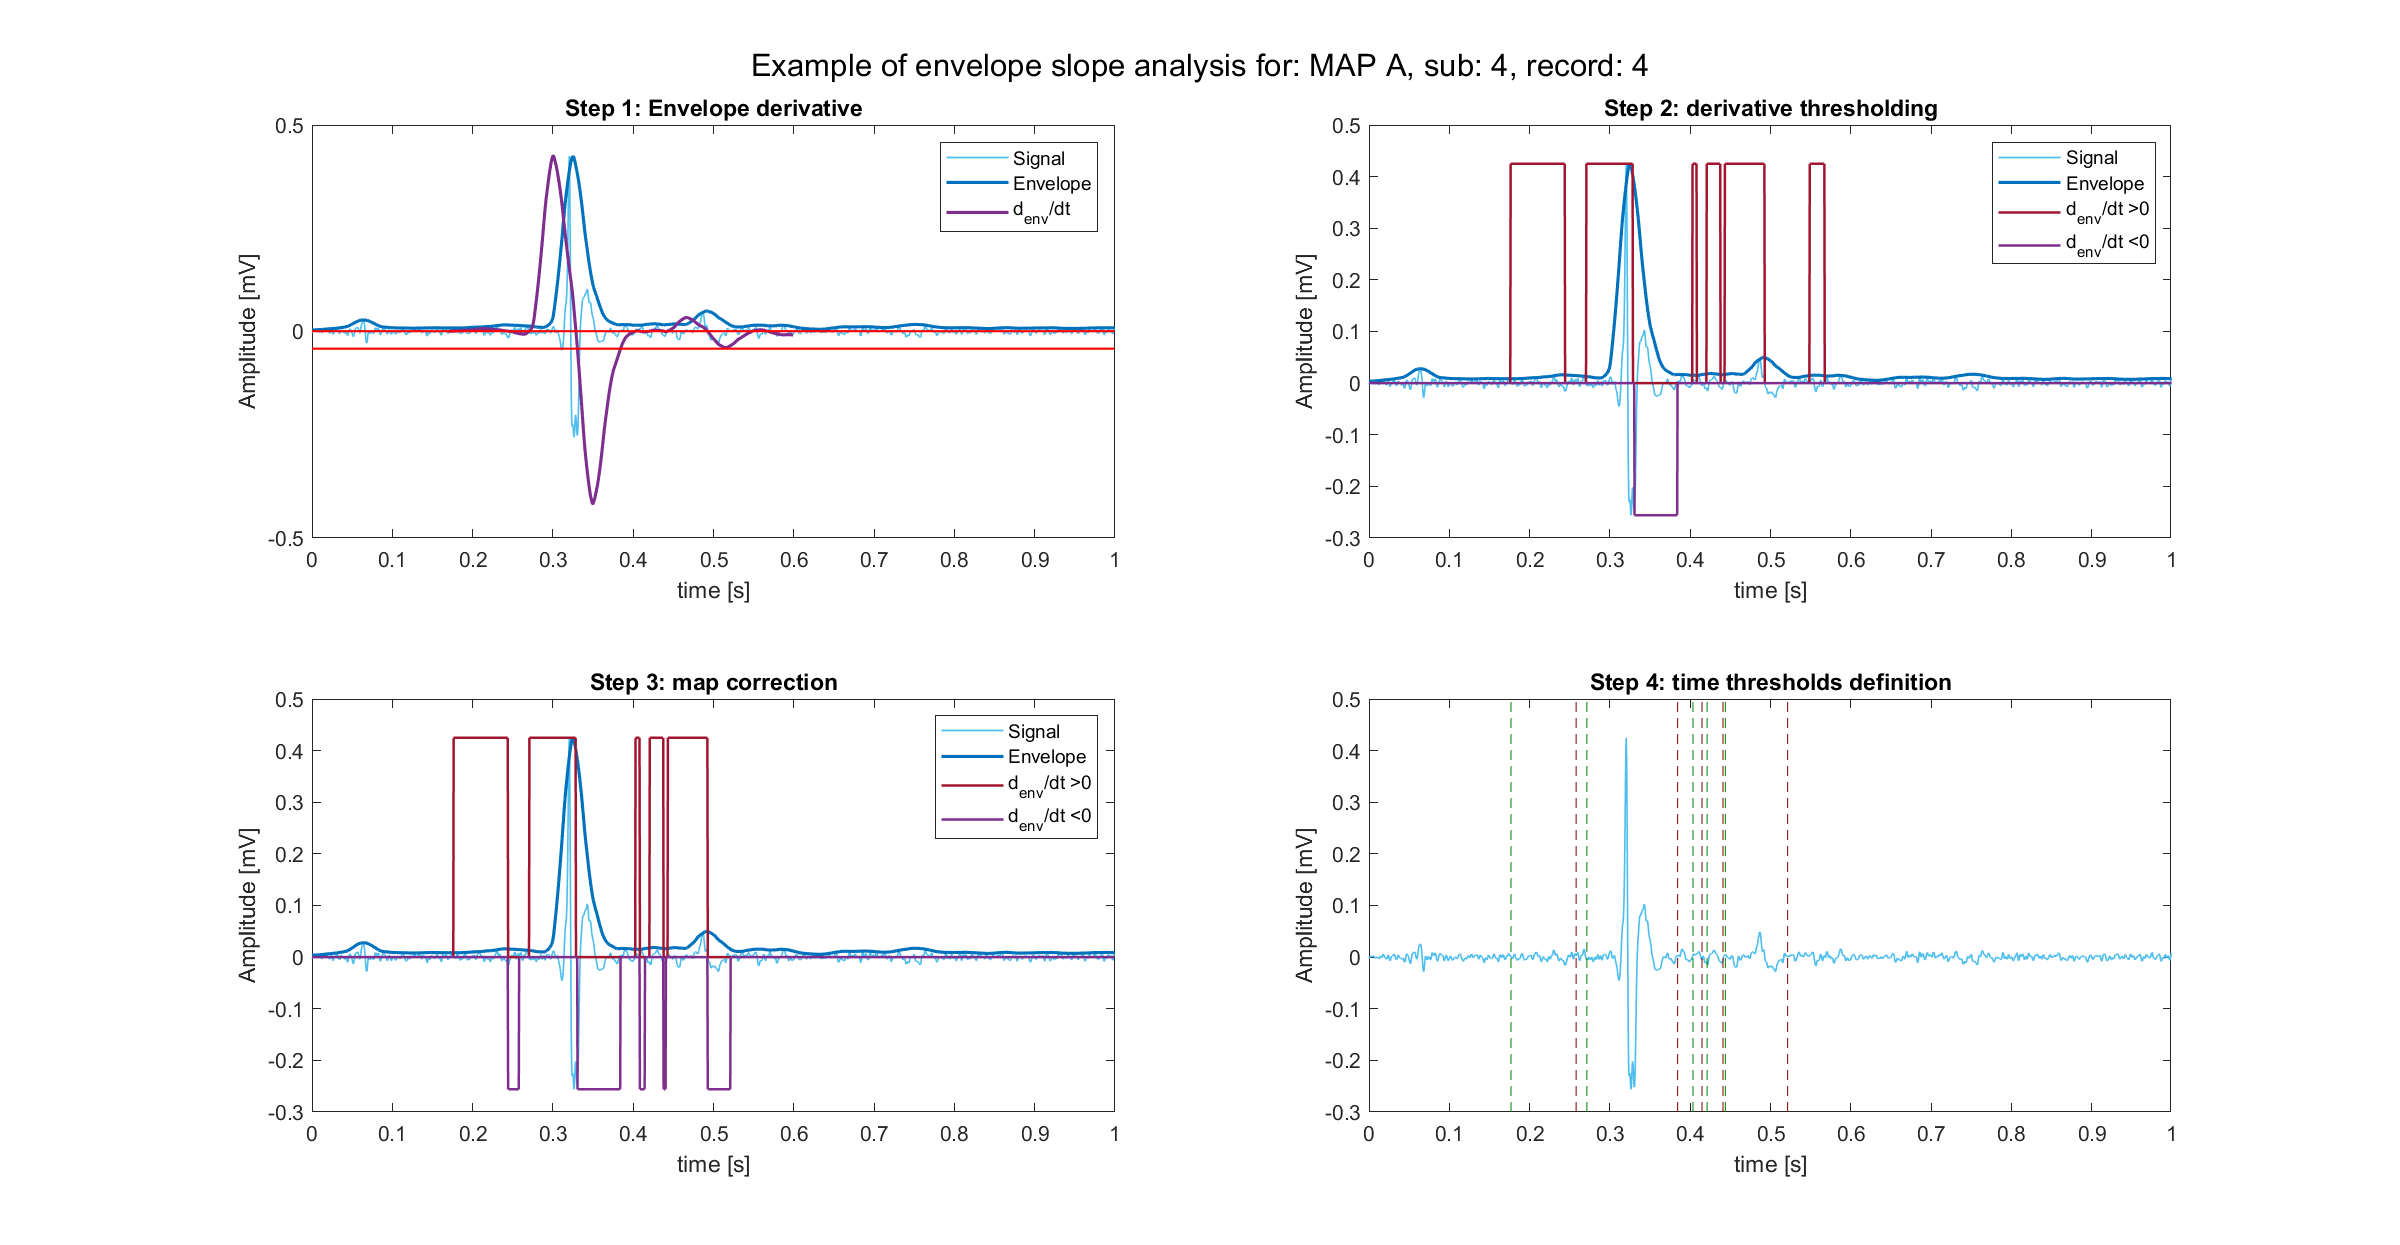 Example of envelope slope analysis for: MAP A, sub: 4, record: 4
Step 1: Envelope derivative
0.5
0
-0.5
Amplitude [mV]
Signal
Envelope
d_env/dt
0 0.1 0.2 0.3 0.4 0.5 0.6 0.7 0.8 0.9 1
time [s]
Step 2: derivative thresholding
0.5
0.4
0.3
0.2
0.1
0
-0.1
-0.2
-0.3
Amplitude [mV]
Signal
Envelope
d_env/dt >0
d_env/dt <0
0 0.1 0.2 0.3 0.4 0.5 0.6 0.7 0.8 0.9 1
time [s]
Step 3: map correction
0.5
0.4
0.3
0.2
0.1
0
-0.1
-0.2
-0.3
Amplitude [mV]
Signal
Envelope
d_env/dt >0
d_env/dt <0
0 0.1 0.2 0.3 0.4 0.5 0.6 0.7 0.8 0.9 1
time [s]
Step 4: time thresholds definition
0.5
0.4
0.3
0.2
0.1
0
-0.1
-0.2
-0.3
Amplitude [mV]
0 0.1 0.2 0.3 0.4 0.5 0.6 0.7 0.8 0.9 1
time [s]